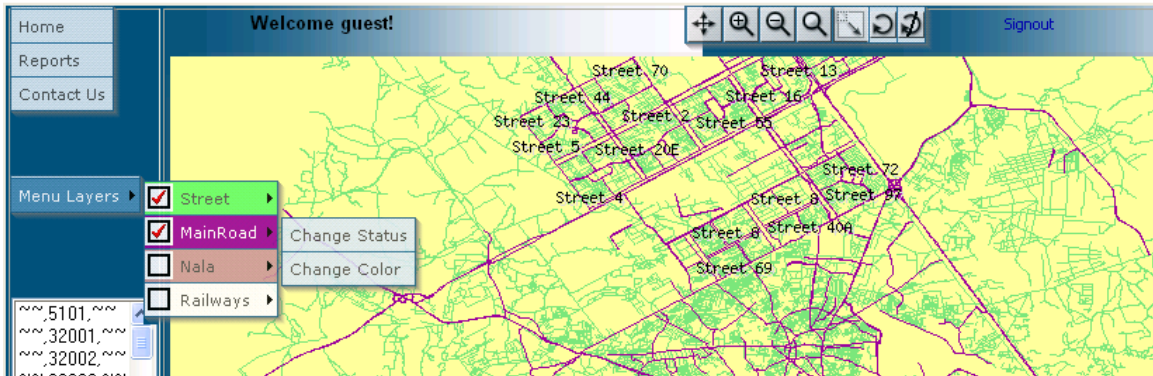 Home
Reports
Contact Us
Welcome guest!
Signout
Menu Layers
Street
MainRoad
Nala
Railways
Change Status
Change Color
~~,5101,~~
~~,32001,~~
~~,32002,~~
Street 70
Street 13
Street 44
Street 16
Street 23
Street 2
Street 55
Street 5
Street 20E
Street 72
Street 4
Street 8
Street 97
Street 8
Street 40A
Street 69